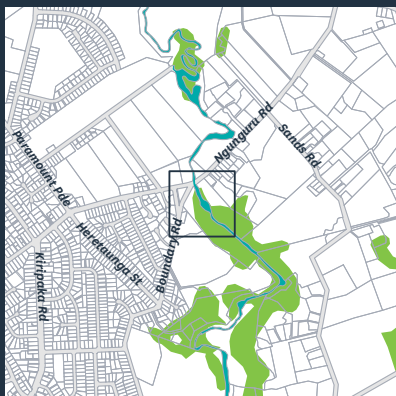 Ngunguru Rd
Sands Rd
Paramount Pde
Heretaunga St
Boundary Rd
Kiripaka Rd